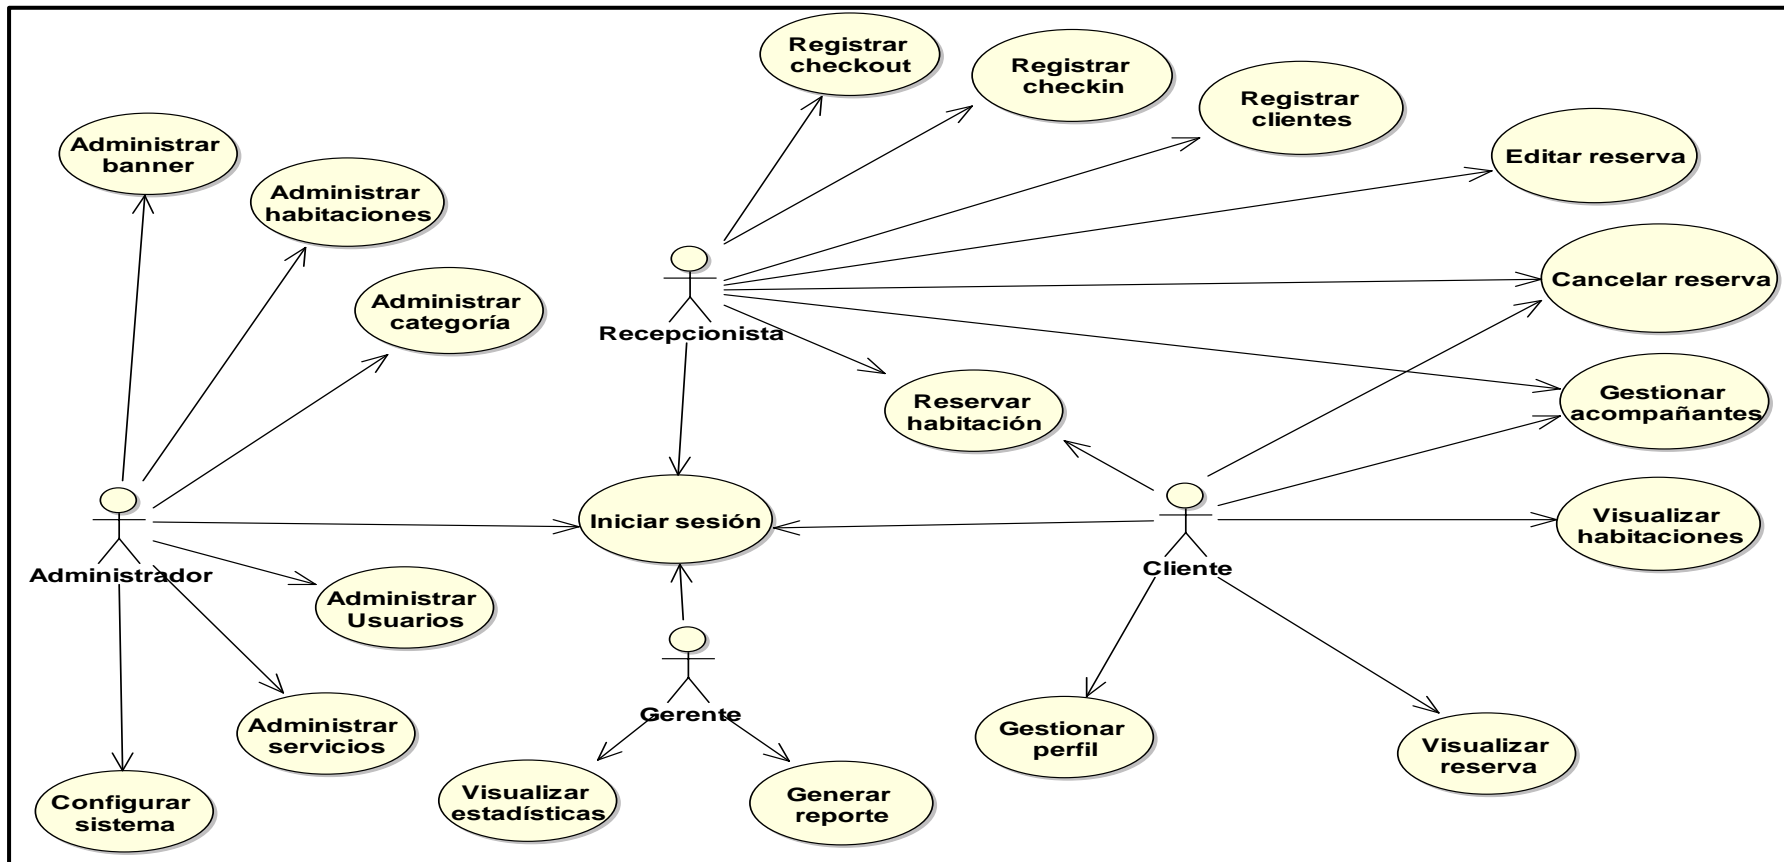 Registrar
checkout
Registrar
checkin
Registrar
clientes
Editar reserva
Administrar
banner
Administrar
habitaciones
Administrar
categoría
Recepcionista
Cancelar reserva
Reservar
habitación
Gestionar
acompañantes
Iniciar sesión
Visualizar
habitaciones
Administrador
Cliente
Administrar
Usuarios
Gerente
Administrar
servicios
Gestionar
perfil
Visualizar
reserva
Configurar
sistema
Visualizar
estadísticas
Generar
reporte